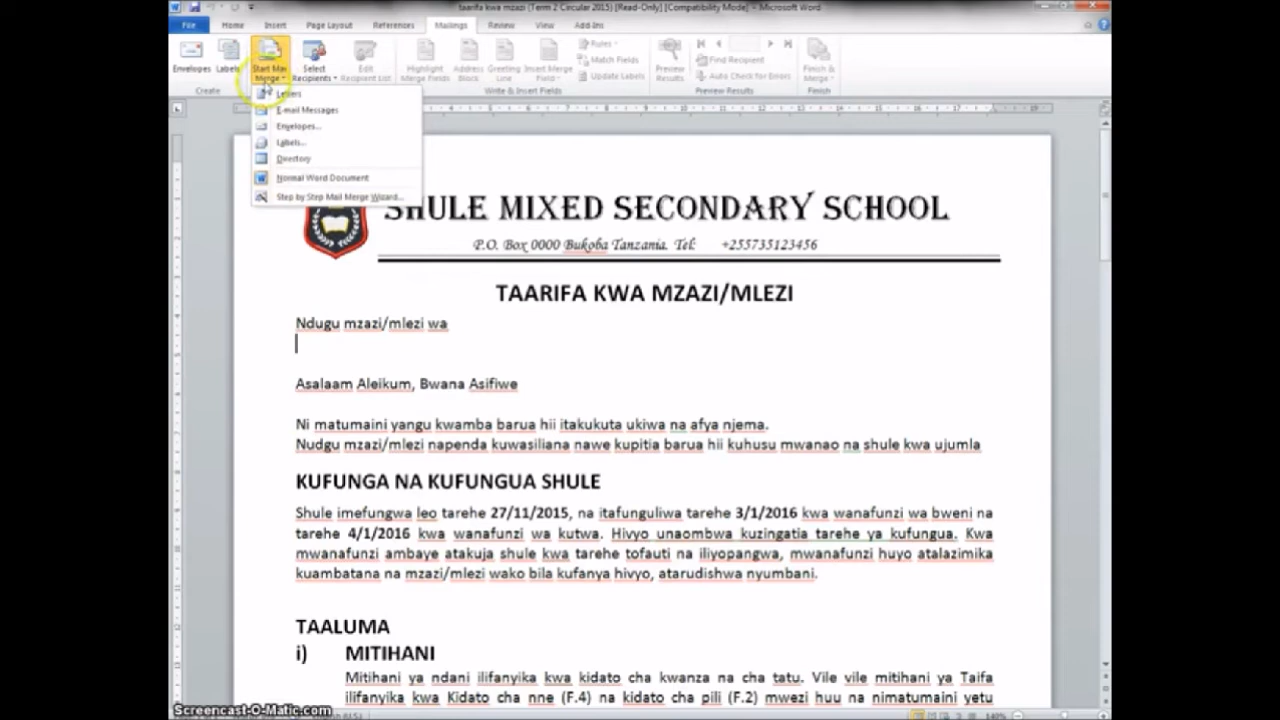 taarifa kwa mzazi (Term 2 Circular 2015) [Read-Only] [Compatibility Mode] - Microsoft Word
File Home Insert Page Layout References Mailings Review View Add-Ins
Envelopes Labels Start Mail Merge Select Recipients Edit Recipient List Highlight Merge Fields Address Block Greeting Line Insert Merge Field Rules Match Fields Update Labels Preview Results Find Recipient Auto Check for Errors Finish & Merge
Create Write & Insert Fields Preview Results Finish
Letters
E-mail Messages
Envelopes...
Labels...
Directory
Normal Word Document
Step by Step Mail Merge Wizard...
SHULE MIXED SECONDARY SCHOOL
P.O. Box 0000 Bukoba Tanzania. Tel: +255735123456
TAARIFA KWA MZAZI/MLEZI
Ndugu mzazi/mlezi wa
Asalaam Aleikum, Bwana Asifiwe
Ni matumaini yangu kwamba barua hii itakukuta ukiwa na afya njema.
Nudgu mzazi/mlezi napenda kuwasiliana nawe kupitia barua hii kuhusu mwanao na shule kwa ujumla
KUFUNGA NA KUFUNGUA SHULE
Shule imefungwa leo tarehe 27/11/2015, na itafunguliwa tarehe 3/1/2016 kwa wanafunzi wa bweni na
tarehe 4/1/2016 kwa wanafunzi wa kutwa. Hivyo unaombwa kuzingatia tarehe ya kufungua. Kwa
mwanafunzi ambaye atakuja shule kwa tarehe tofauti na iliyopangwa, mwanafunzi huyo atalazimika
kuambatana na mzazi/mlezi wako bila kufanya hivyo, atarudishwa nyumbani.
TAALUMA
i) MITIHANI
Mitihani ya ndani ilifanyika kwa kidato cha kwanza na cha tatu. Vile vile mitihani ya Taifa
ilifanyika kwa Kidato cha nne (F.4) na kidato cha pili (F.2) mwezi huu na nimatumaini yetu
Screencast-O-Matic.com
140%